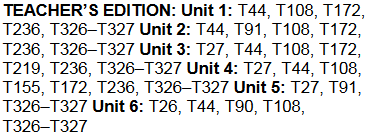 TEACHER'S EDITION: Unit 1: T44, T108, T172,
T236, T326–T327 Unit 2: T44, T91, T108, T172,
T236, T326–T327 Unit 3: T27, T44, T108, T172,
T219, T236, T326–T327 Unit 4: T27, T44, T108,
T155, T172, T236, T326–T327 Unit 5: T27, T91,
T326–T327 Unit 6: T26, T44, T90, T108,
T326–T327